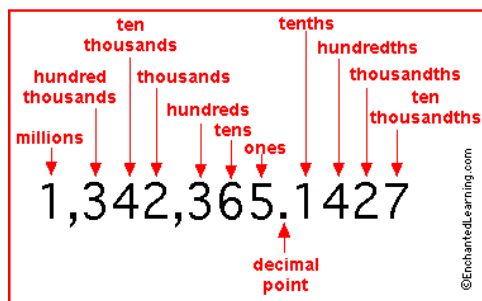 ten
thousands
tenths
hundredths
hundred
thousands
thousands
thousandths
ten
thousandths
millions
hundreds
tens
ones
1,342,365.1427
decimal
point
©EnchantedLearning.com